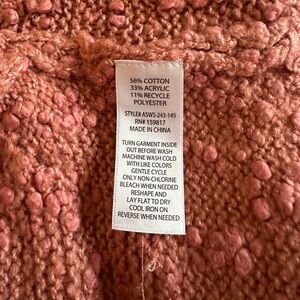 56% COTTON
33% ACRYLIC
11% RECYCLE
POLYESTER
STYLE# ASWS-243-145
RN# 159817
MADE IN CHINA
TURN GARMENT INSIDE
OUT BEFORE WASH
MACHINE WASH COLD
WITH LIKE COLORS
GENTLE CYCLE
ONLY NON-CHLORINE
BLEACH WHEN NEEDED
RESHAPE AND
LAY FLAT TO DRY
COOL IRON ON
REVERSE WHEN NEEDED